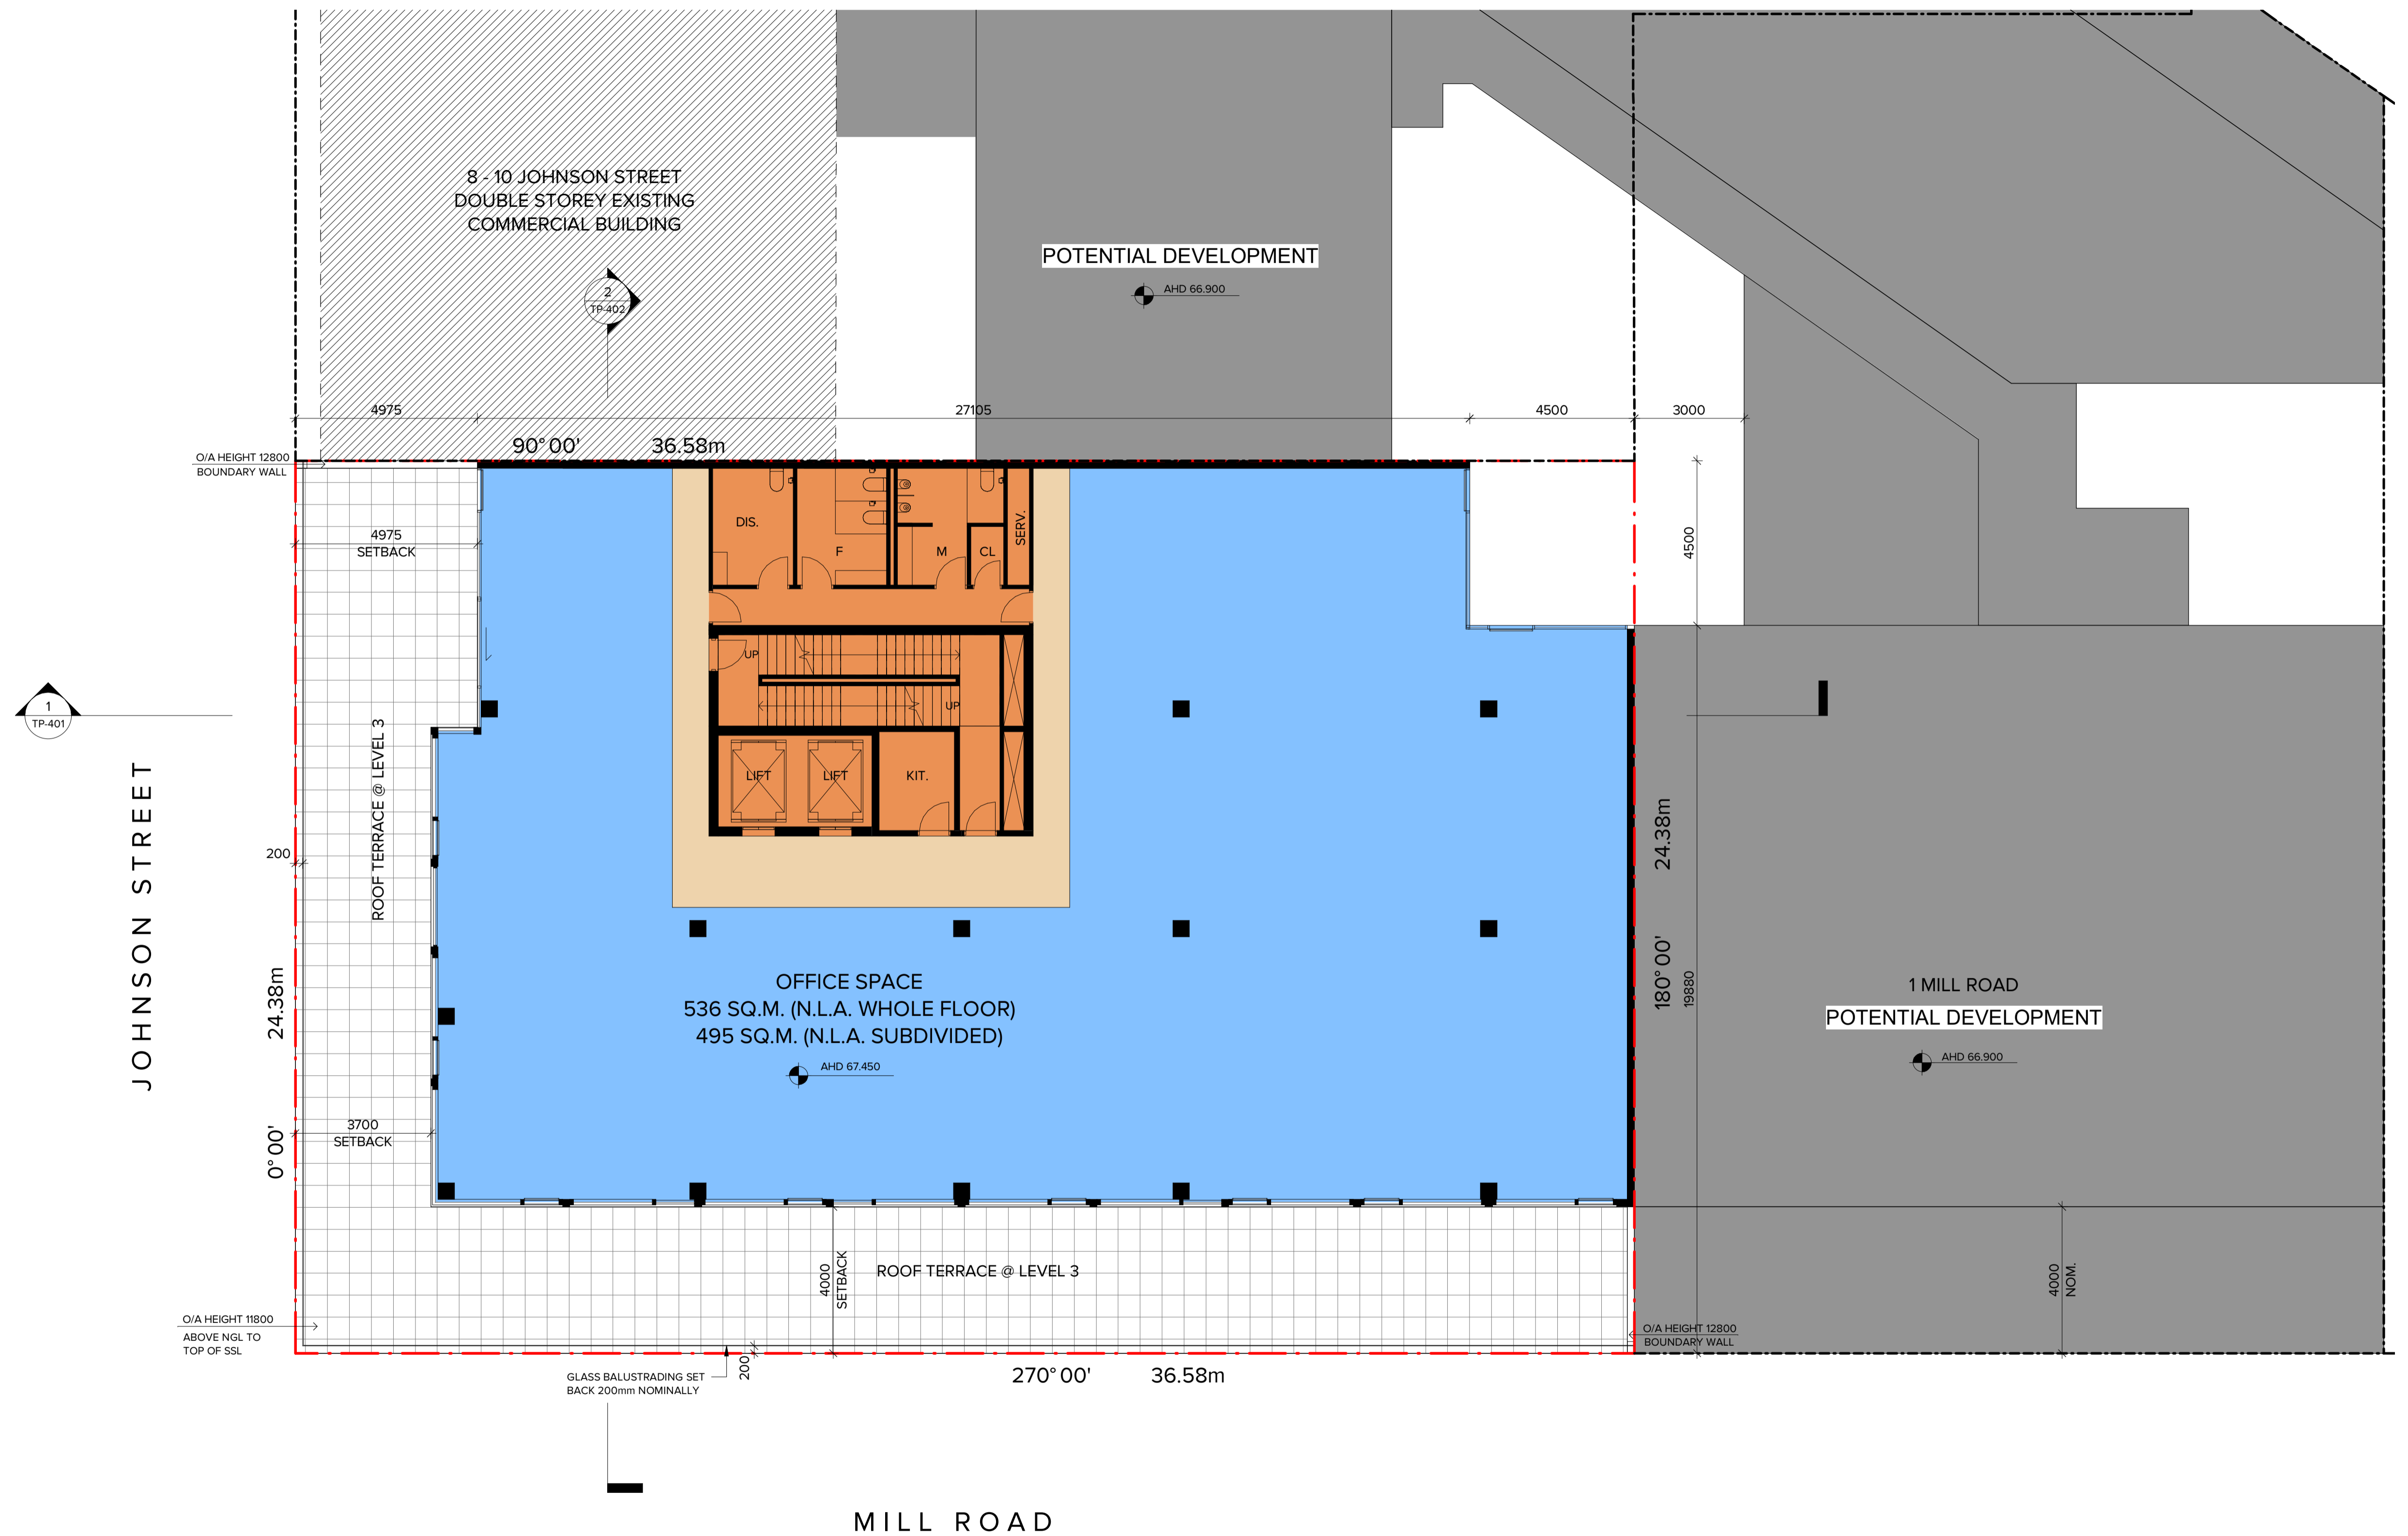 8 - 10 JOHNSON STREET
DOUBLE STOREY EXISTING
COMMERCIAL BUILDING
POTENTIAL DEVELOPMENT
AHD 66.900
2
TP-402
4975
27105
4500
3000
90° 00'
36.58m
O/A HEIGHT 12800
BOUNDARY WALL
4975
SETBACK
DIS.
F
M
CL
SERV.
4500
UP
UP
1
TP-401
LIFT
LIFT
KIT.
ROOF TERRACE @ LEVEL 3
JOHNSON STREET
200
24.38m
0° 00'
24.38m
180° 00'
19880
OFFICE SPACE
536 SQ.M. (N.L.A. WHOLE FLOOR)
495 SQ.M. (N.L.A. SUBDIVIDED)
AHD 67.450
1 MILL ROAD
POTENTIAL DEVELOPMENT
AHD 66.900
3700
SETBACK
4000
SETBACK
ROOF TERRACE @ LEVEL 3
4000
NOM.
O/A HEIGHT 11800
ABOVE NGL TO
TOP OF SSL
O/A HEIGHT 12800
BOUNDARY WALL
200
GLASS BALUSTRADING SET
BACK 200mm NOMINALLY
270° 00'
36.58m
MILL ROAD